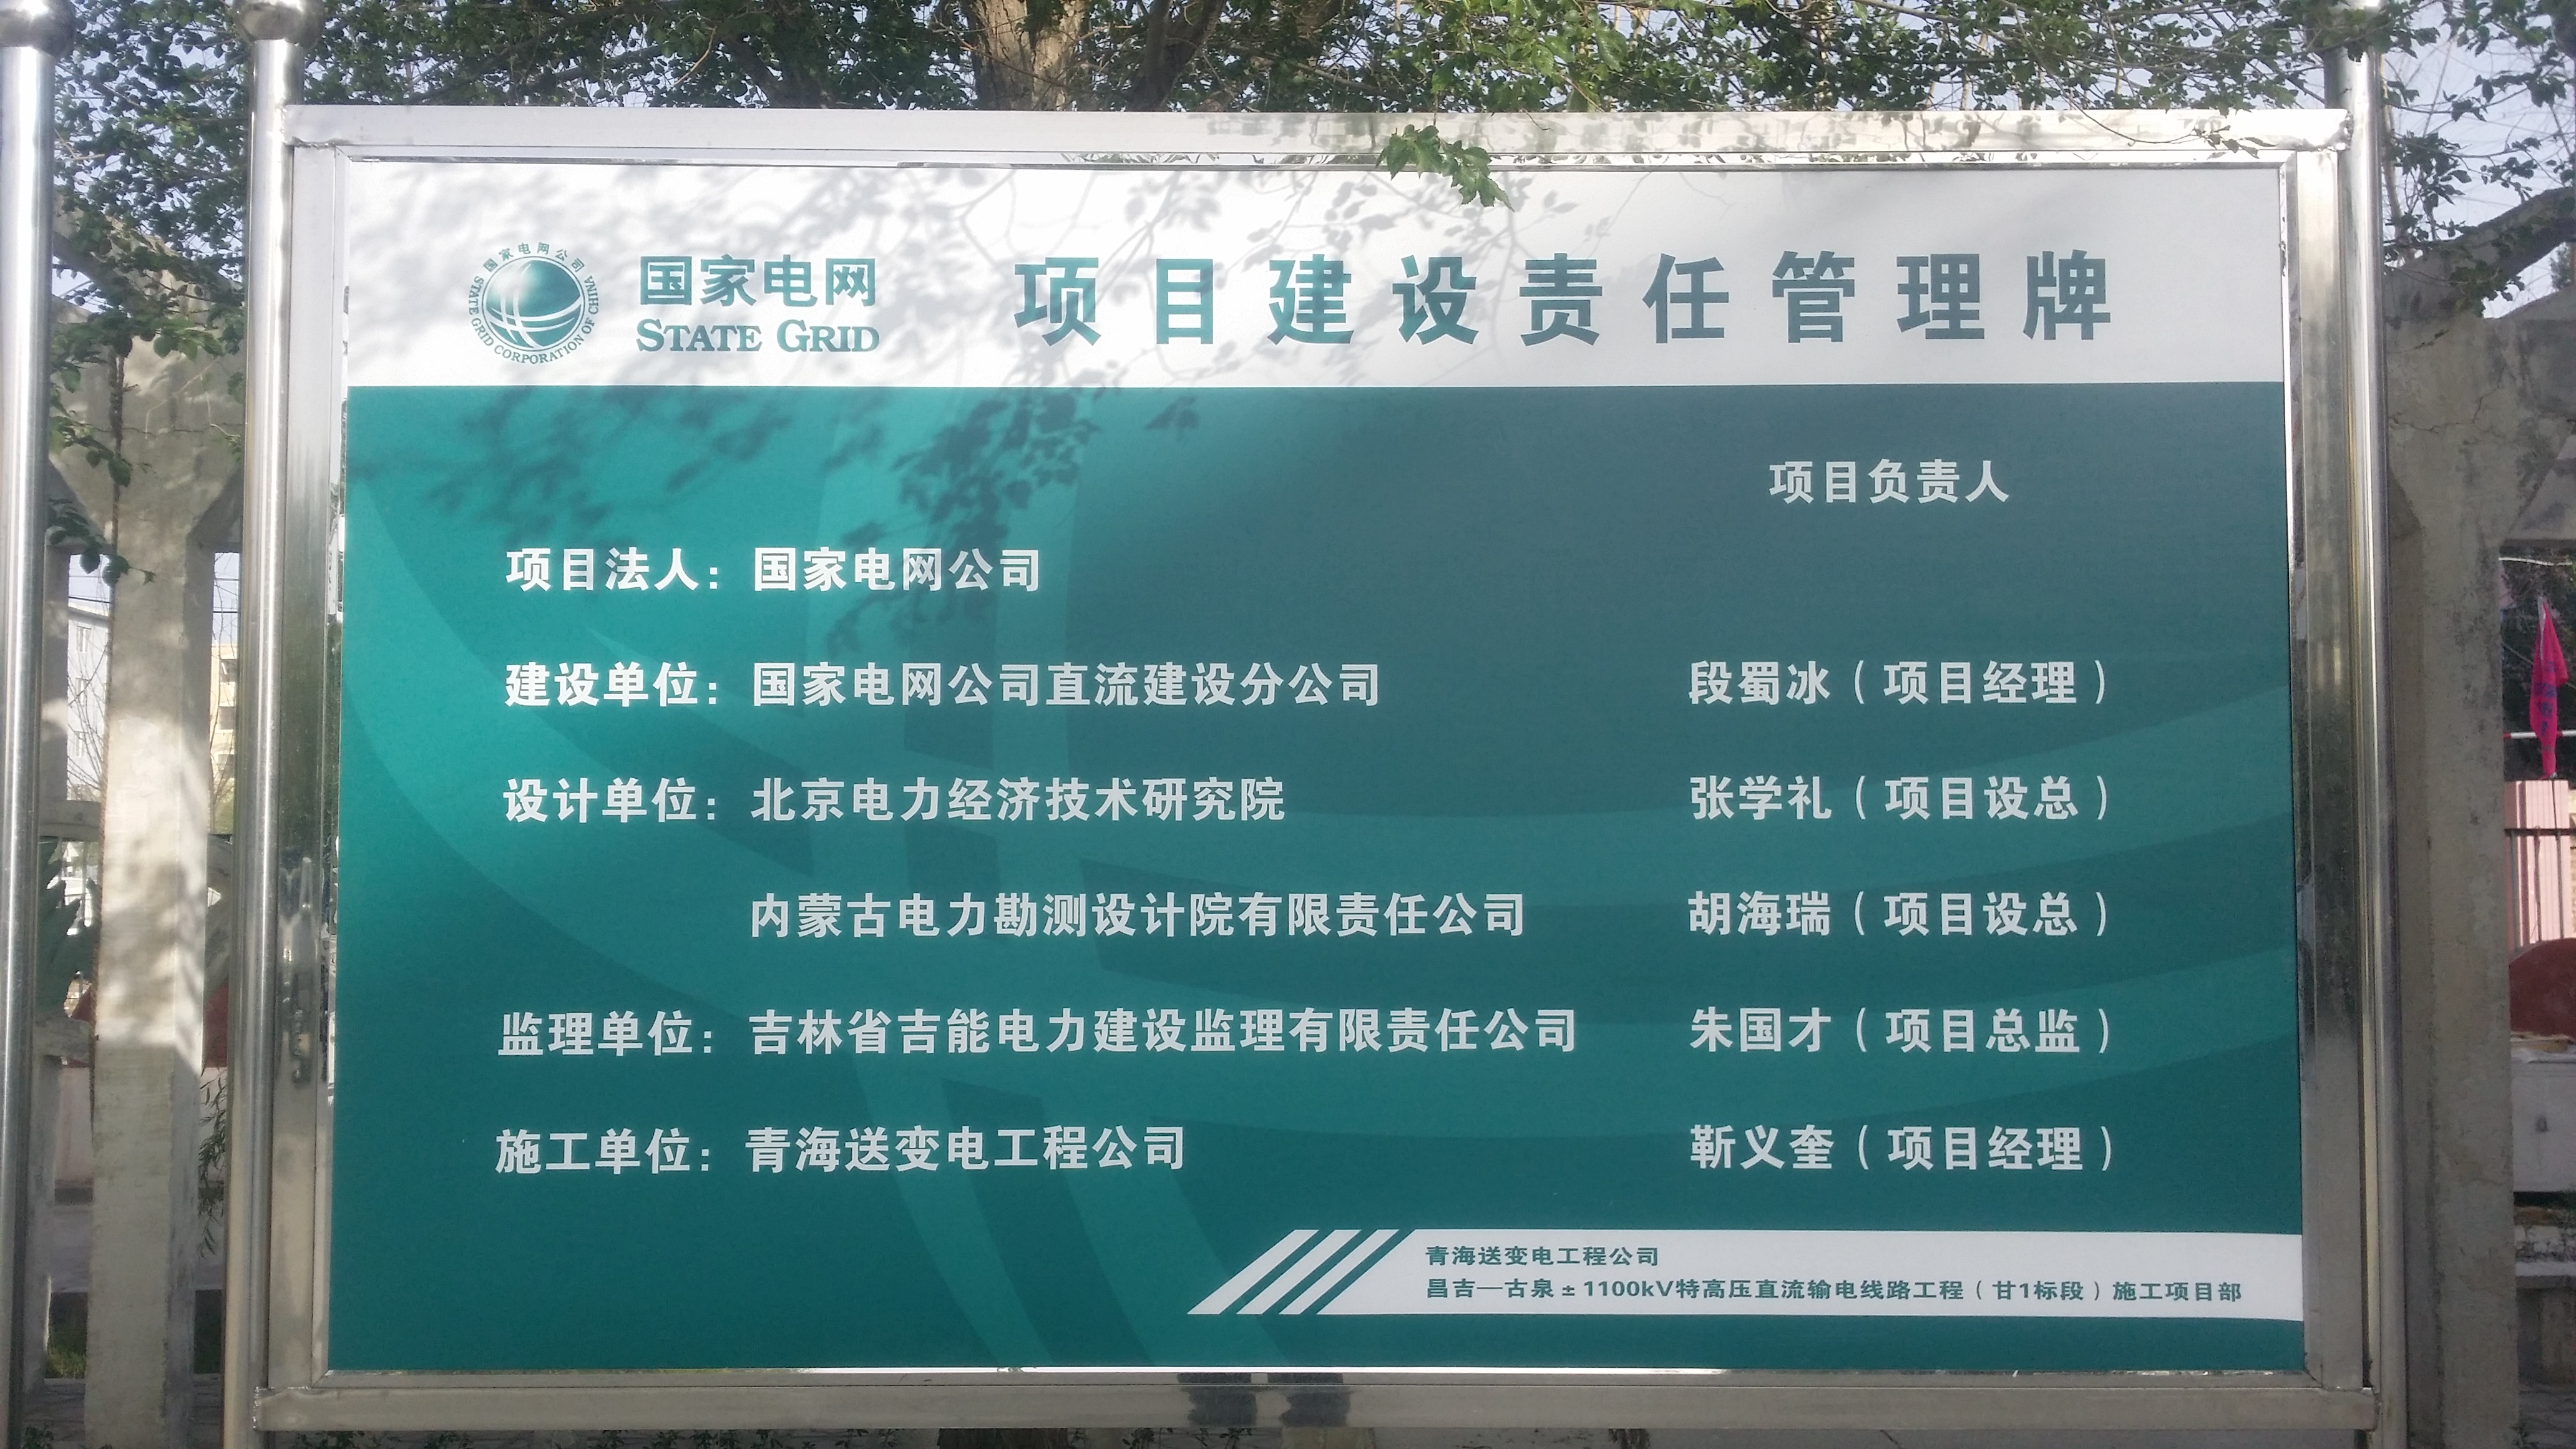 国家电网公司
STATE GRID CORPORATION OF CHINA
国家电网
STATE GRID
项目建设责任管理牌
项目负责人
项目法人：国家电网公司
建设单位：国家电网公司直流建设分公司 段蜀冰（项目经理）
设计单位：北京电力经济技术研究院 张学礼（项目设总）
内蒙古电力勘测设计院有限责任公司 胡海瑞（项目设总）
监理单位：吉林省吉能电力建设监理有限责任公司 朱国才（项目总监）
施工单位：青海送变电工程公司 靳义奎（项目经理）
青海送变电工程公司
昌吉—古泉±1100kV特高压直流输电线路工程（甘1标段）施工项目部